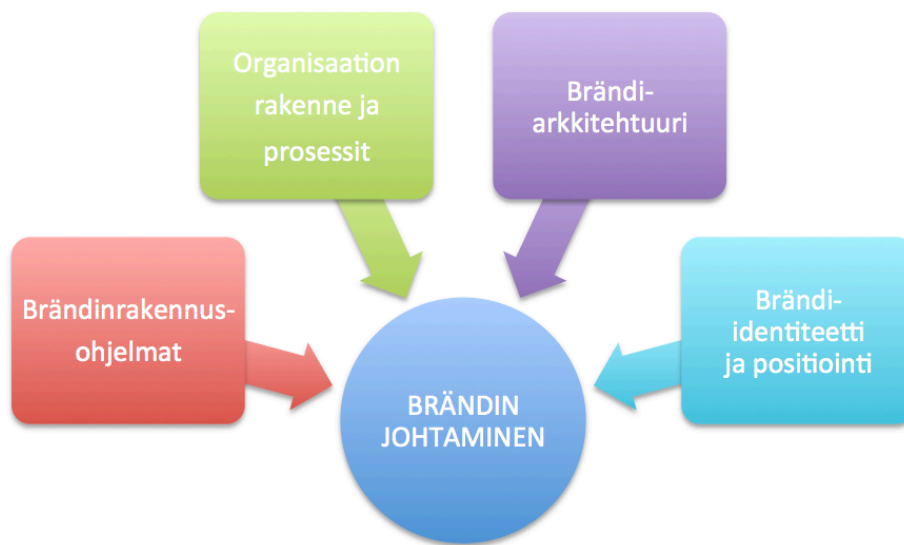 Organisaation
rakenne ja
prosessit
Brändi-
arkkitehtuuri
Brändinrakennus-
ohjelmat
Brändi-
identiteetti
ja positiointi
BRÄNDIN
JOHTAMINEN